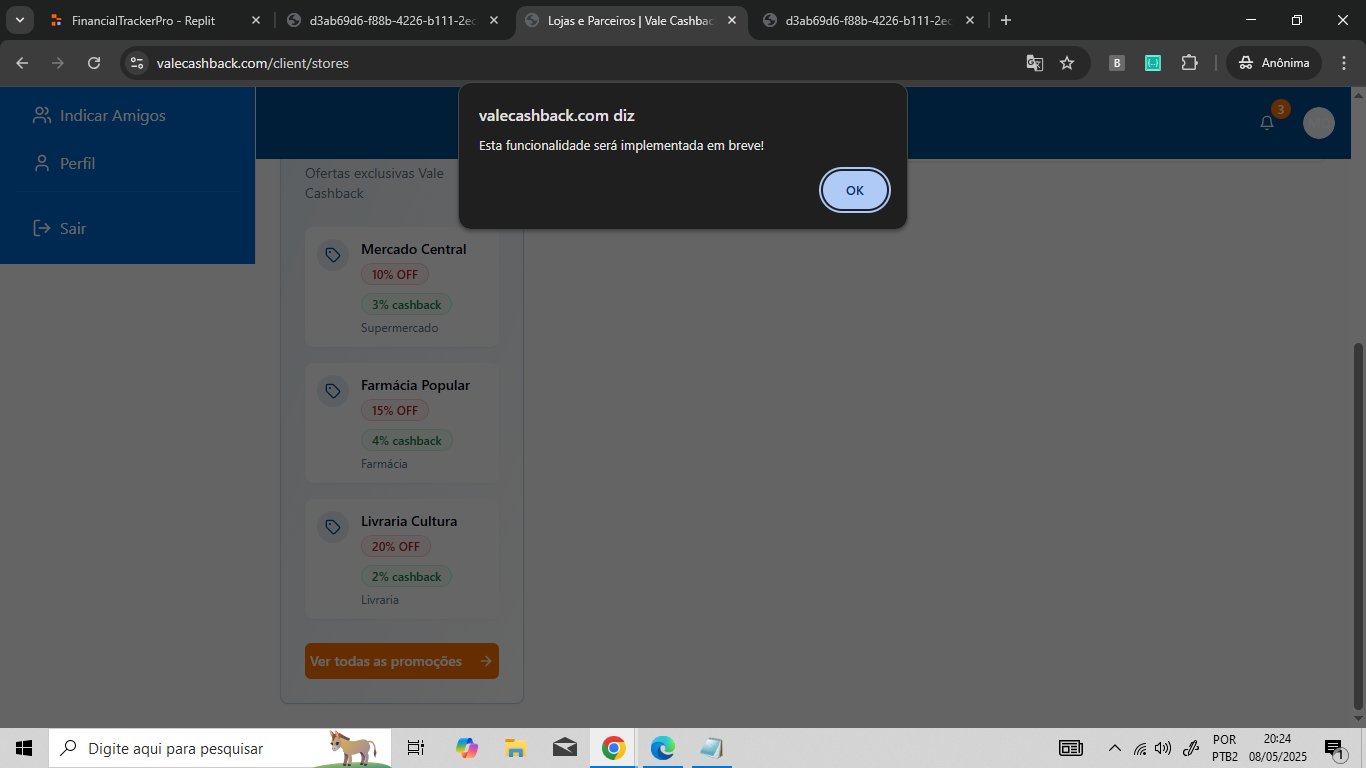 FinancialTrackerPro - Replit
d3ab69d6-f88b-4226-b111-2ec
Lojas e Parceiros | Vale Cashbac
d3ab69d6-f88b-4226-b111-2ec
valecashback.com/client/stores
B
Anônima
valecashback.com diz
Esta funcionalidade será implementada em breve!
OK
Indicar Amigos
Perfil
Sair
3
Ofertas exclusivas Vale
Cashback
Mercado Central
10% OFF
3% cashback
Supermercado
Farmácia Popular
15% OFF
4% cashback
Farmácia
Livraria Cultura
20% OFF
2% cashback
Livraria
Ver todas as promoções
Digite aqui para pesquisar
POR
PTB2
20:24
08/05/2025
1